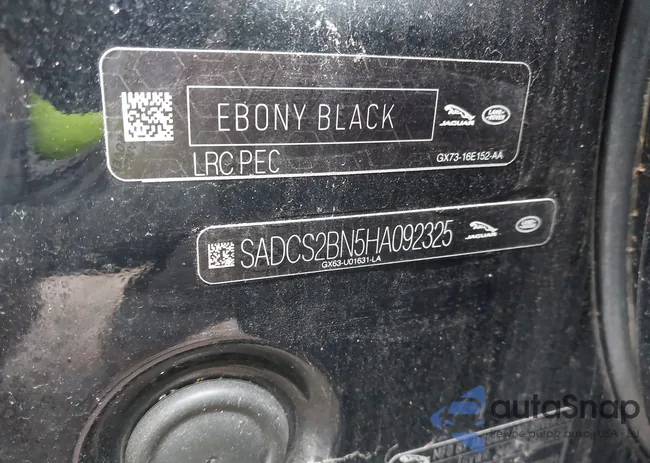 EBONY BLACK
JAGUAR
LAND-
ROVER
LRC PEC
GX73-16E152-AA
SADCS2BN5HA092325
JAGUAR
GX63-U01631-LA
autoSnap